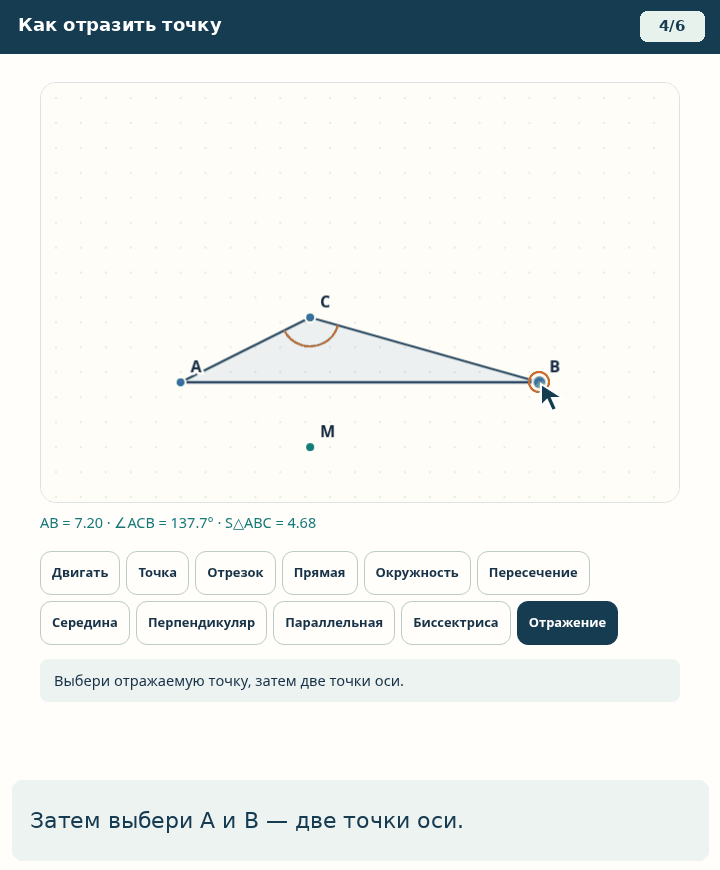 Как отразить точку
4/6
C
A
B
M
AB = 7.20 · ∠ACB = 137.7° · S△ABC = 4.68
Двигать Точка Отрезок Прямая Окружность Пересечение
Середина Перпендикуляр Параллельная Биссектриса Отражение
Выбери отражаемую точку, затем две точки оси.
Затем выбери A и B — две точки оси.